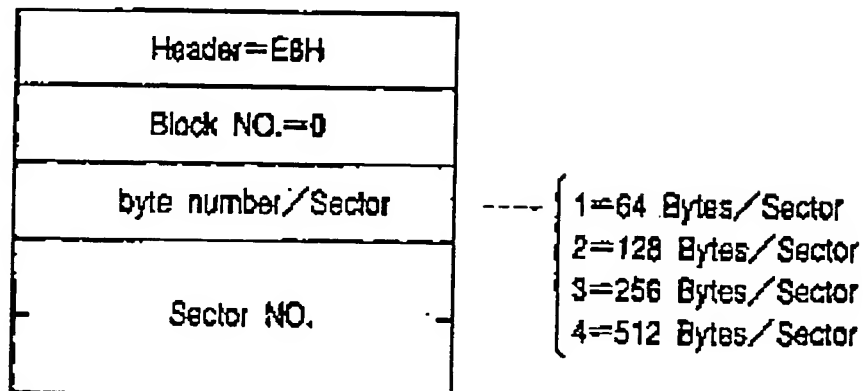 Header=E8H
Block NO.=0
byte number/Sector
1=64 Bytes/Sector
2=128 Bytes/Sector
3=256 Bytes/Sector
4=512 Bytes/Sector
Sector NO.